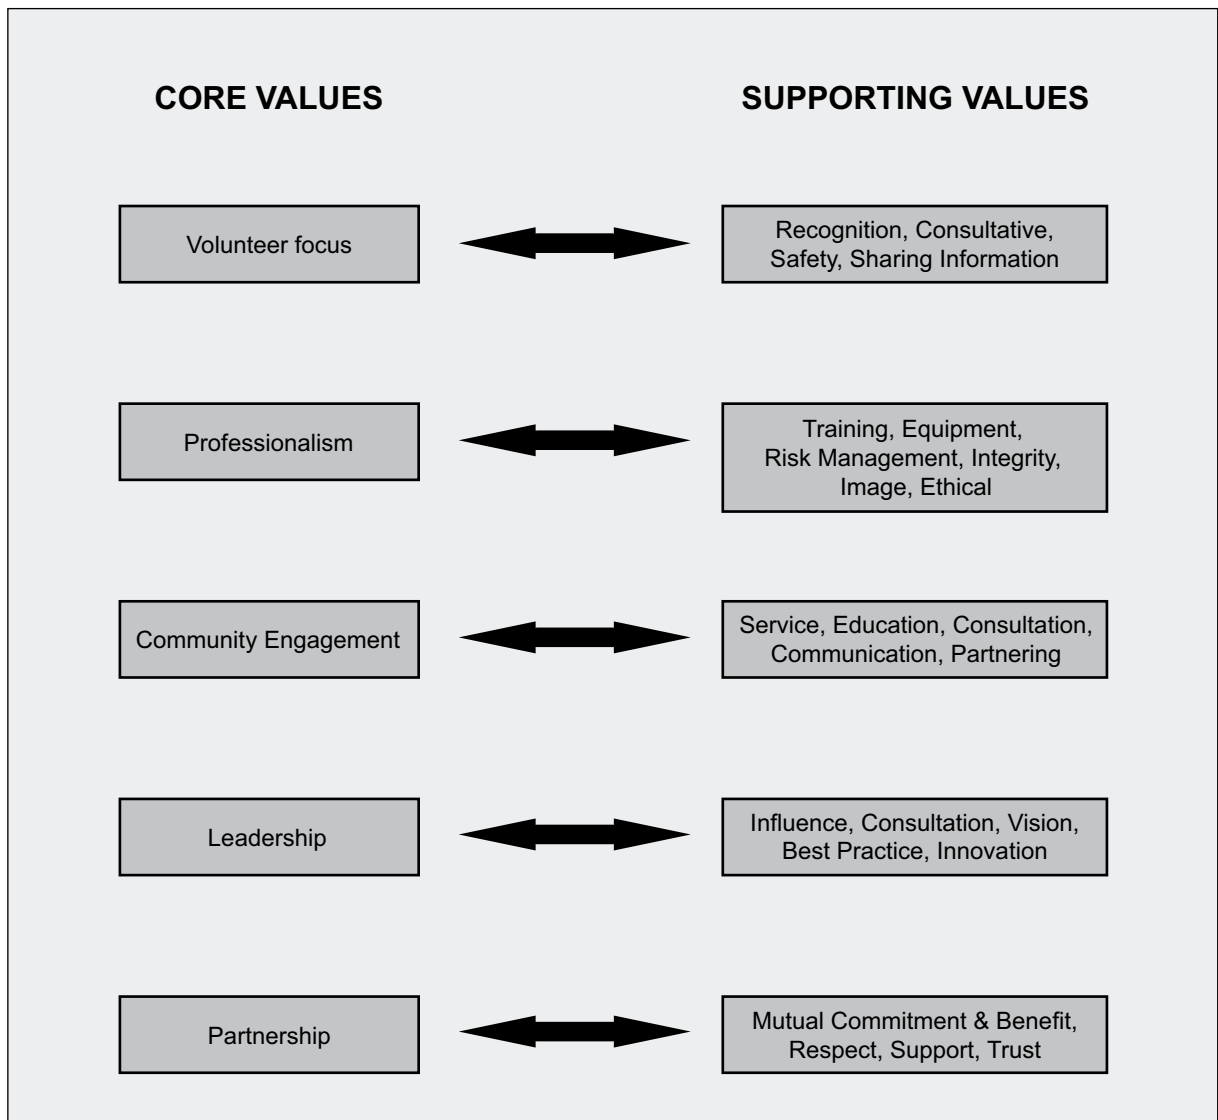 CORE VALUES
SUPPORTING VALUES
Volunteer focus
Recognition, Consultative,
Safety, Sharing Information
Professionalism
Training, Equipment,
Risk Management, Integrity,
Image, Ethical
Community Engagement
Service, Education, Consultation,
Communication, Partnering
Leadership
Influence, Consultation, Vision,
Best Practice, Innovation
Partnership
Mutual Commitment & Benefit,
Respect, Support, Trust